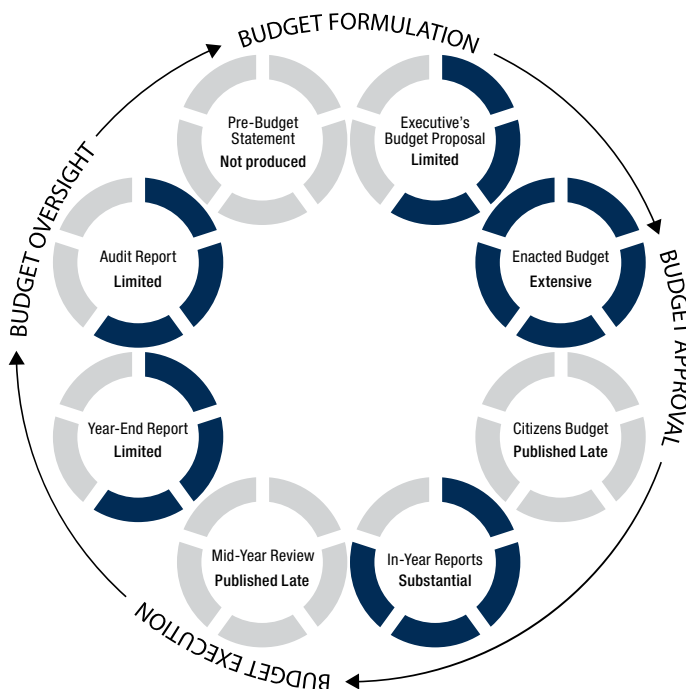 BUDGET FORMULATION
Pre-Budget
Statement
Not produced
Executive's
Budget Proposal
Limited
Enacted Budget
Extensive
BUDGET APPROVAL
Citizens Budget
Published Late
In-Year Reports
Substantial
Mid-Year Review
Published Late
BUDGET EXECUTION
Year-End Report
Limited
Audit Report
Limited
BUDGET OVERSIGHT